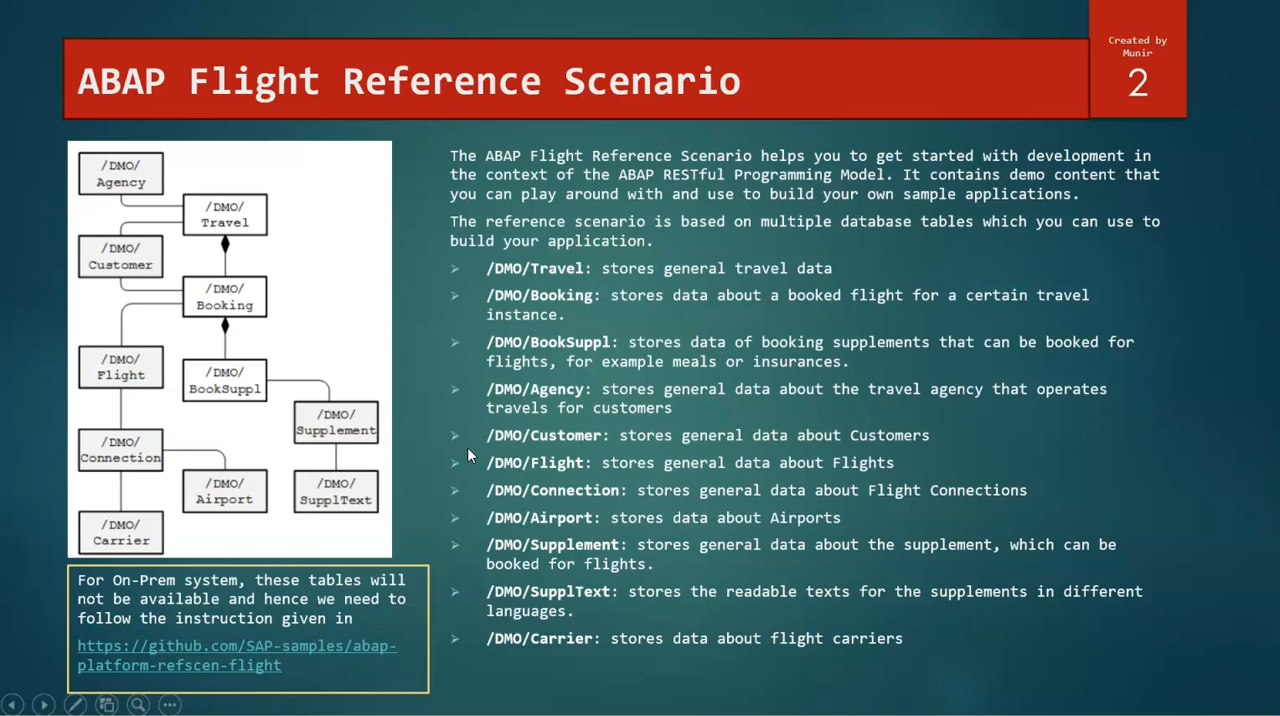 Created by
Munir
2
ABAP Flight Reference Scenario
/DMO/
Agency
/DMO/
Travel
/DMO/
Customer
/DMO/
Booking
/DMO/
Flight
/DMO/
BookSuppl
/DMO/
Supplement
/DMO/
Connection
/DMO/
Airport
/DMO/
SupplText
/DMO/
Carrier
For On-Prem system, these tables will
not be available and hence we need to
follow the instruction given in
https://github.com/SAP-samples/abap-
platform-refscen-flight
The ABAP Flight Reference Scenario helps you to get started with development in
the context of the ABAP RESTful Programming Model. It contains demo content that
you can play around with and use to build your own sample applications.
The reference scenario is based on multiple database tables which you can use to
build your application.
/DMO/Travel: stores general travel data
/DMO/Booking: stores data about a booked flight for a certain travel
instance.
/DMO/BookSuppl: stores data of booking supplements that can be booked for
flights, for example meals or insurances.
/DMO/Agency: stores general data about the travel agency that operates
travels for customers
/DMO/Customer: stores general data about Customers
/DMO/Flight: stores general data about Flights
/DMO/Connection: stores general data about Flight Connections
/DMO/Airport: stores data about Airports
/DMO/Supplement: stores general data about the supplement, which can be
booked for flights.
/DMO/SupplText: stores the readable texts for the supplements in different
languages.
/DMO/Carrier: stores data about flight carriers